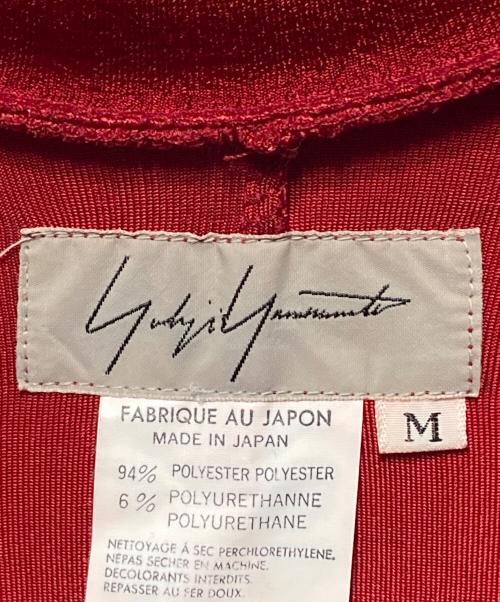 Yohji Yamamoto
M
FABRIQUE AU JAPON
MADE IN JAPAN
94% POLYESTER POLYESTER
6% POLYURETHANNE
POLYURETHANE
NETTOYAGE À SEC PERCHLORETHYLENE.
NEPAS SECHER EN MACHINE.
DECOLORANTS INTERDITS.
REPASSER AU FER DOUX.